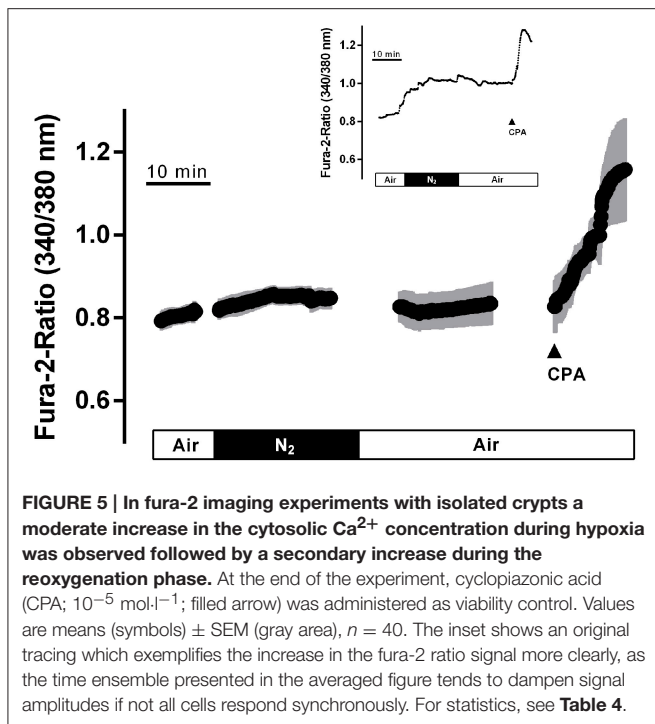 Fura-2-Ratio (340/380 nm)
1.2
1.0
0.8
0.6
10 min
CPA
Air
N₂
Air
Fura-2-Ratio (340/380 nm)
1.2
1.0
0.8
0.6
10 min
CPA
Air
N₂
Air
FIGURE 5 | In fura-2 imaging experiments with isolated crypts a
moderate increase in the cytosolic Ca²⁺ concentration during hypoxia
was observed followed by a secondary increase during the
reoxygenation phase. At the end of the experiment, cyclopiazonic acid
(CPA; 10⁻⁵ mol·l⁻¹; filled arrow) was administered as viability control. Values
are means (symbols) ± SEM (gray area), n = 40. The inset shows an original
tracing which exemplifies the increase in the fura-2 ratio signal more clearly, as
the time ensemble presented in the averaged figure tends to dampen signal
amplitudes if not all cells respond synchronously. For statistics, see Table 4.